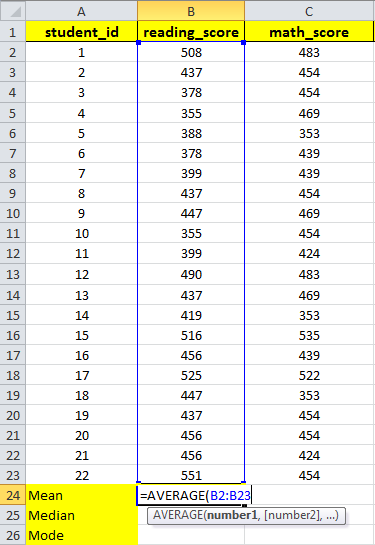 A B C
1 student_id reading_score math_score
2 1 508 483
3 2 437 454
4 3 378 454
5 4 355 469
6 5 388 353
7 6 378 439
8 7 399 439
9 8 437 454
10 9 447 469
11 10 355 454
12 11 399 424
13 12 490 483
14 13 437 469
15 14 419 353
16 15 516 535
17 16 456 439
18 17 525 522
19 18 447 353
20 19 437 454
21 20 456 454
22 21 456 424
23 22 551 454
24 Mean =AVERAGE(B2:B23
25 Median AVERAGE(number1, [number2], ...)
26 Mode